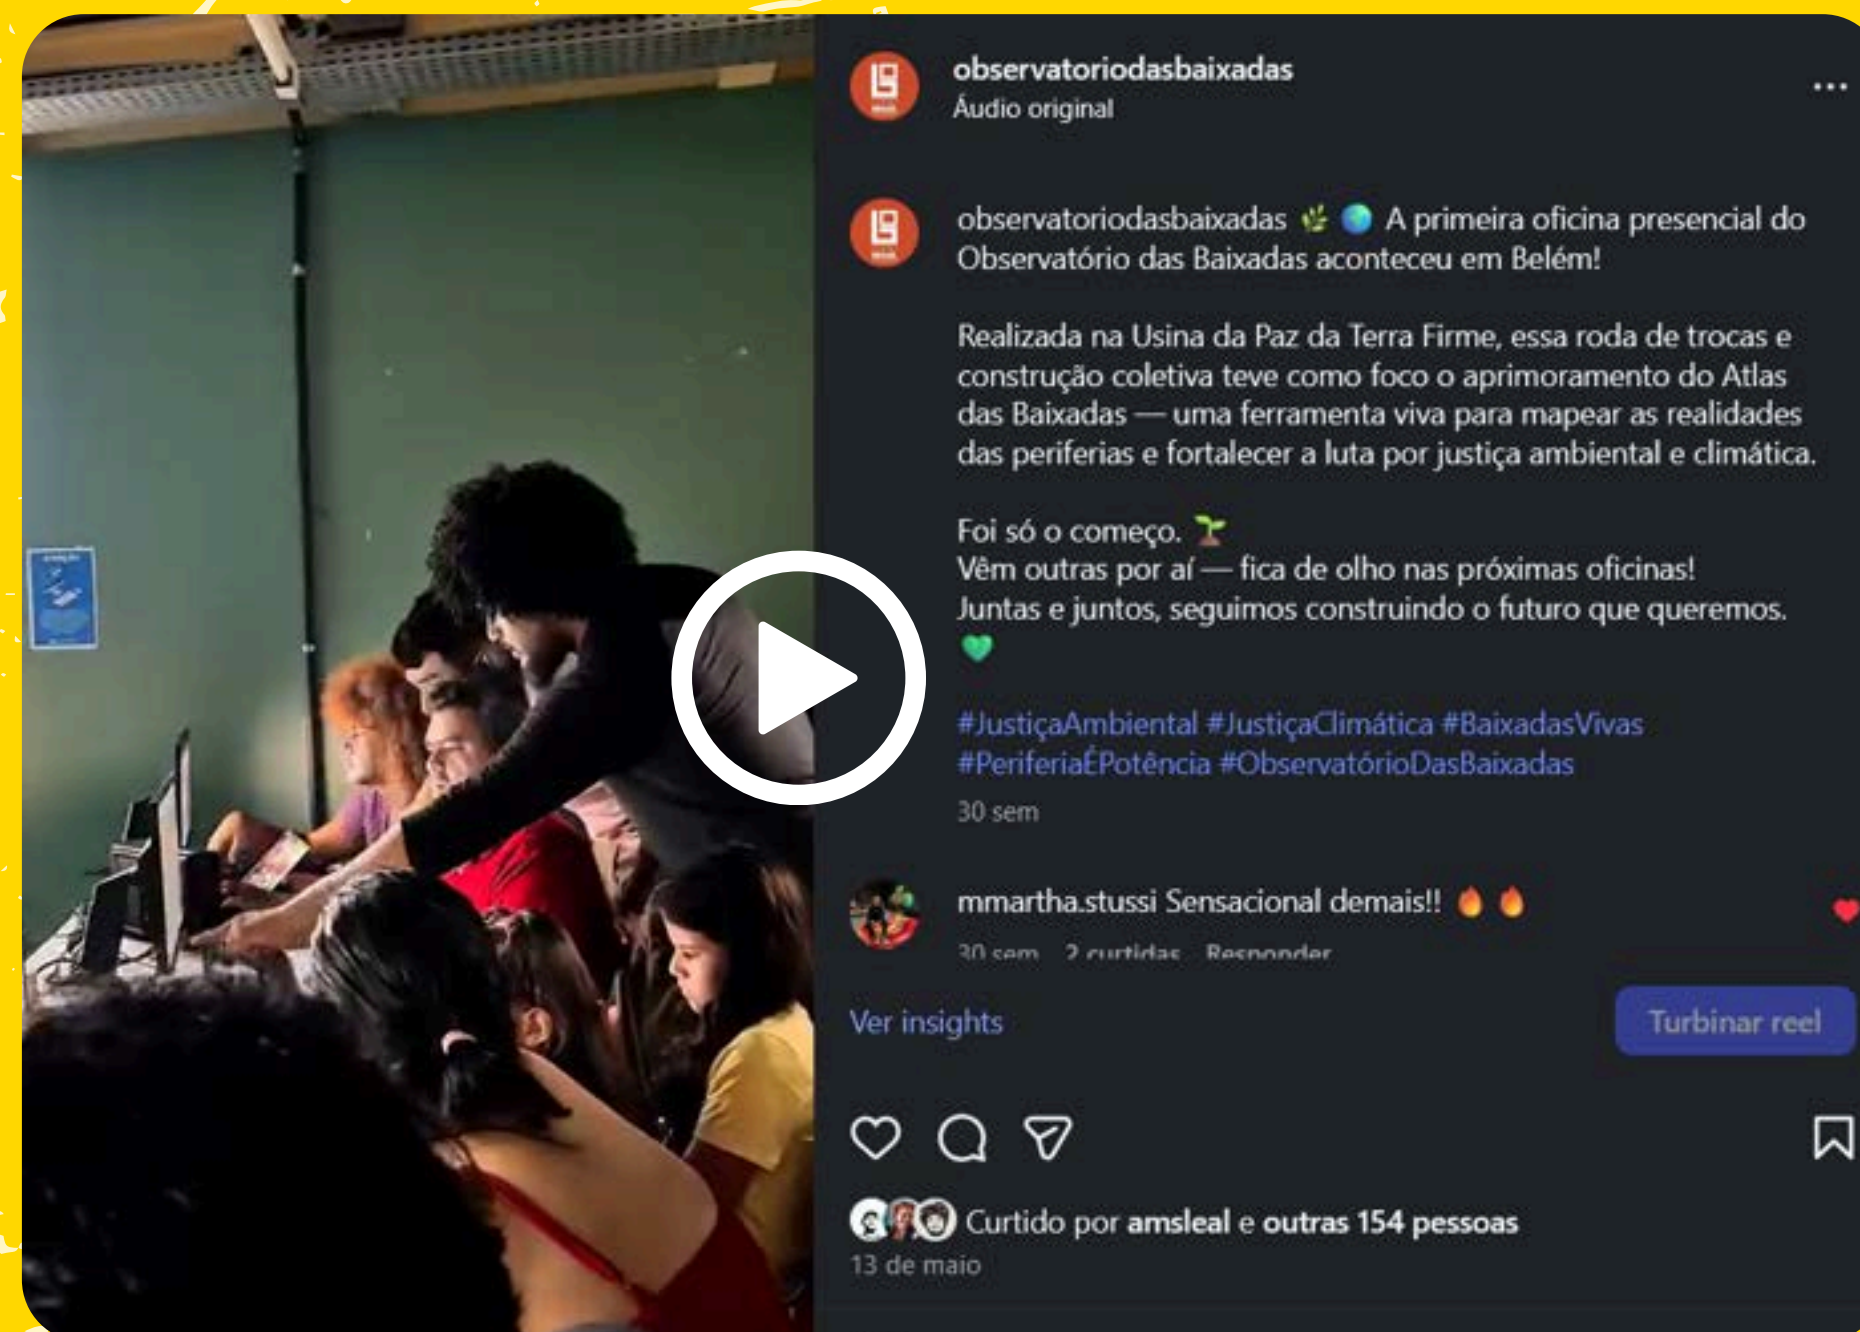 observatoriodasbaixadas
Áudio original
observatoriodasbaixadas 🌿 🌎 A primeira oficina presencial do
Observatório das Baixadas aconteceu em Belém!
Realizada na Usina da Paz da Terra Firme, essa roda de trocas e
construção coletiva teve como foco o aprimoramento do Atlas
das Baixadas — uma ferramenta viva para mapear as realidades
das periferias e fortalecer a luta por justiça ambiental e climática.
Foi só o começo. 🌱
Vêm outras por aí — fica de olho nas próximas oficinas!
Juntas e juntos, seguimos construindo o futuro que queremos.
💚
#JustiçaAmbiental #JustiçaClimática #BaixadasVivas
#PeriferiaÉPotência #ObservatórioDasBaixadas
30 sem
mmartha.stussi Sensacional demais!! 🔥 🔥
30 sem 2 curtidas Responder
Ver insights
Turbinar reel
Curtido por amsleal e outras 154 pessoas
13 de maio